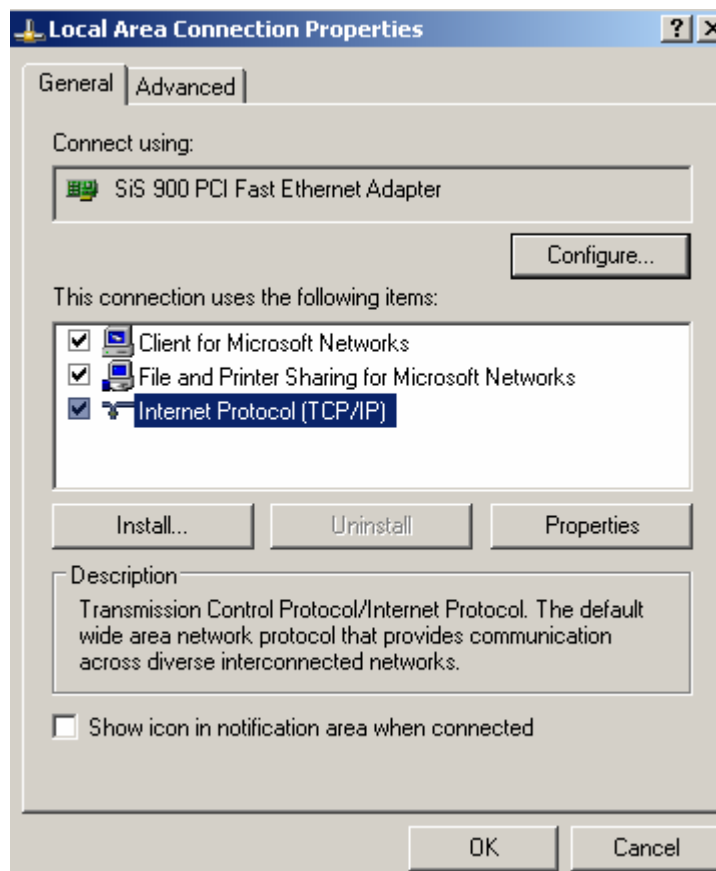 Local Area Connection Properties ? X
General Advanced
Connect using:
SiS 900 PCI Fast Ethernet Adapter
Configure...
This connection uses the following items:
Client for Microsoft Networks
File and Printer Sharing for Microsoft Networks
Internet Protocol (TCP/IP)
Install... Uninstall Properties
Description
Transmission Control Protocol/Internet Protocol. The default
wide area network protocol that provides communication
across diverse interconnected networks.
Show icon in notification area when connected
OK Cancel